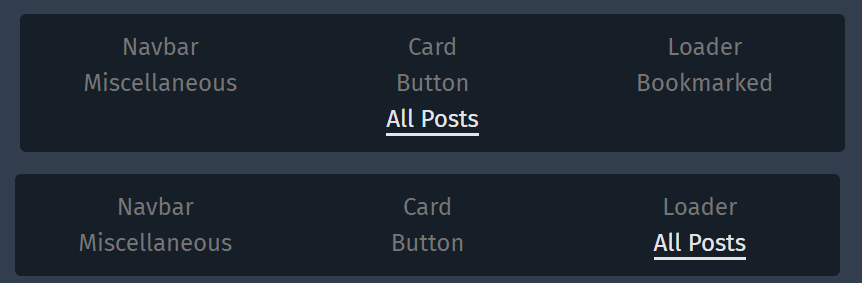 Navbar Card Loader
Miscellaneous Button Bookmarked
All Posts
Navbar Card Loader
Miscellaneous Button All Posts